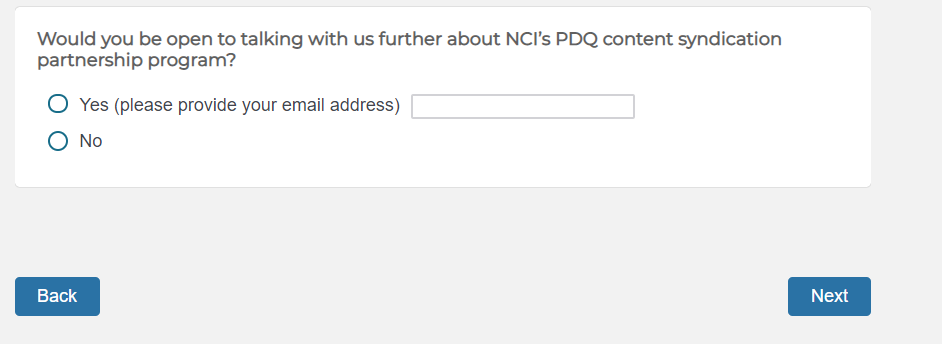 Would you be open to talking with us further about NCI’s PDQ content syndication
partnership program?
Yes (please provide your email address)
No
Back
Next